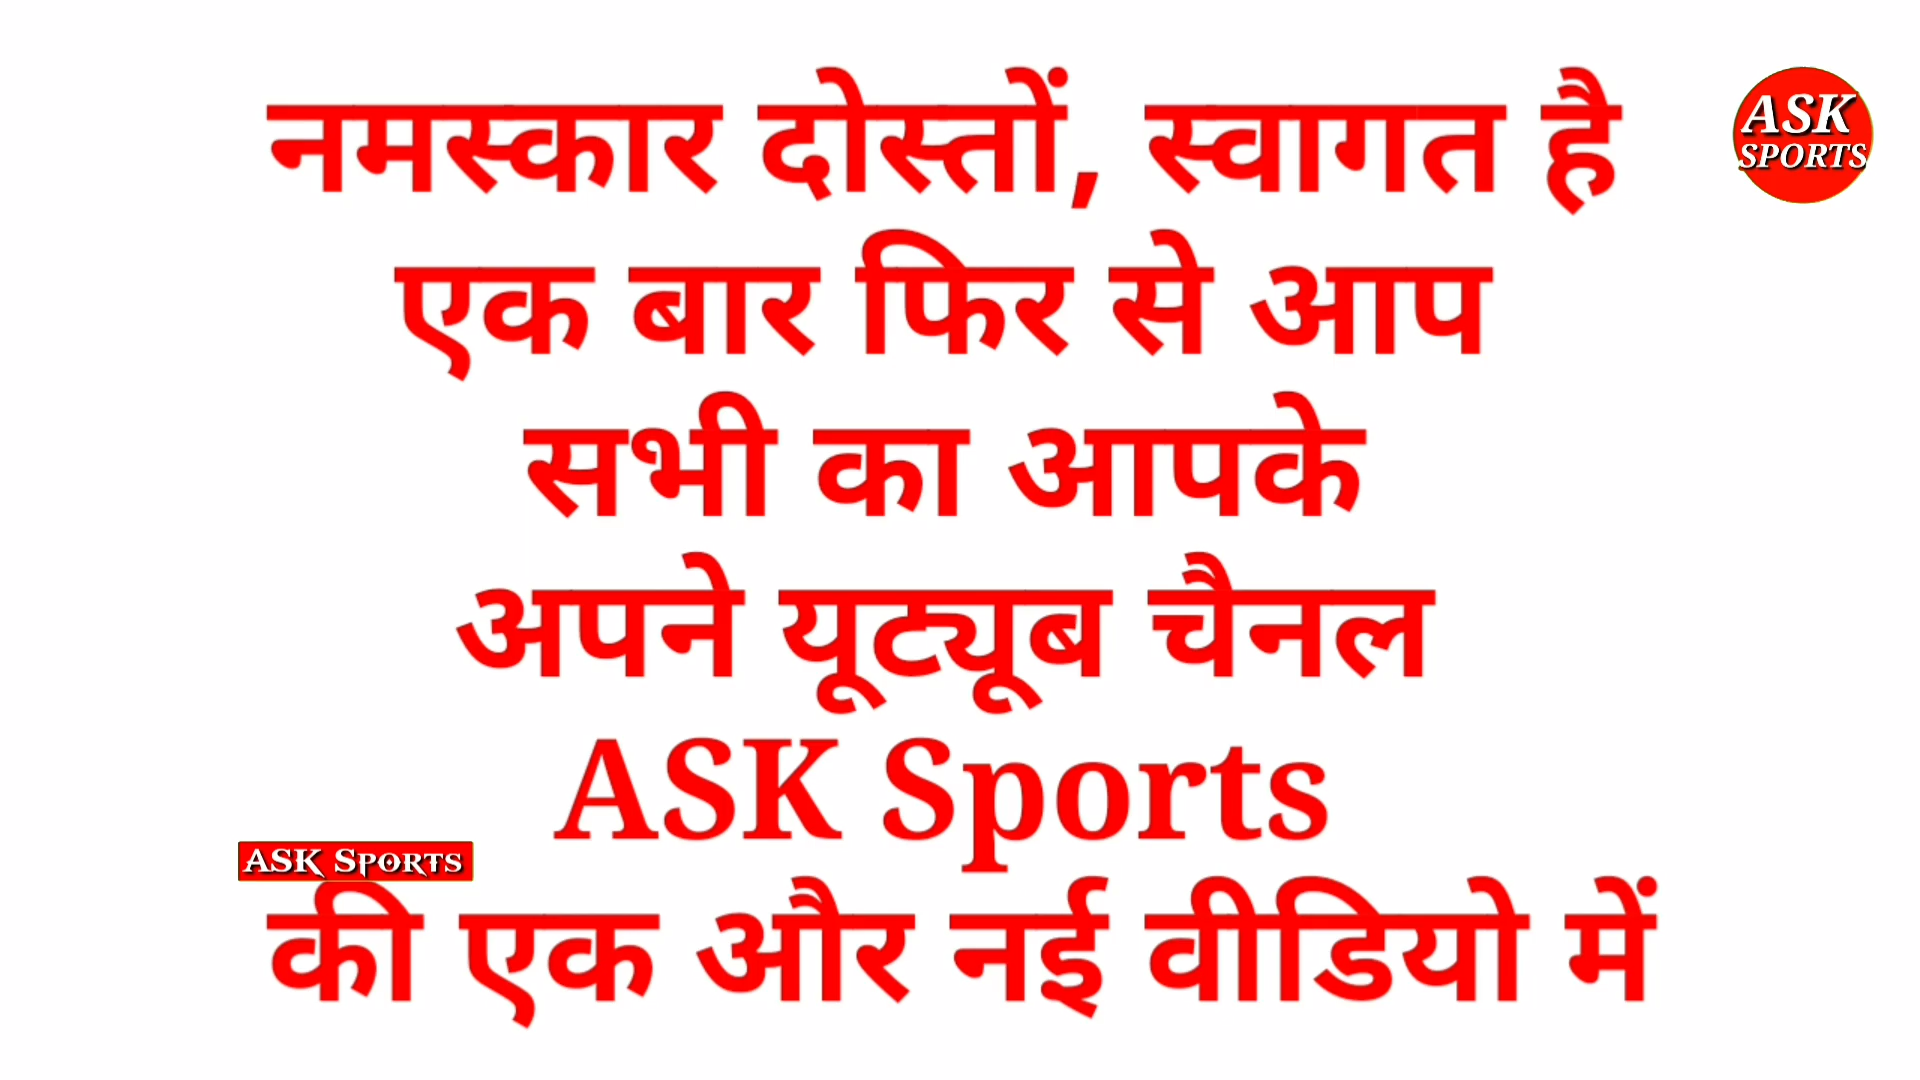 नमस्कार दोस्तों, स्वागत है
एक बार फिर से आप
सभी का आपके
अपने यूट्यूब चैनल
ASK Sports
की एक और नई वीडियो में
ASK
SPORTS
ASK SPORTS